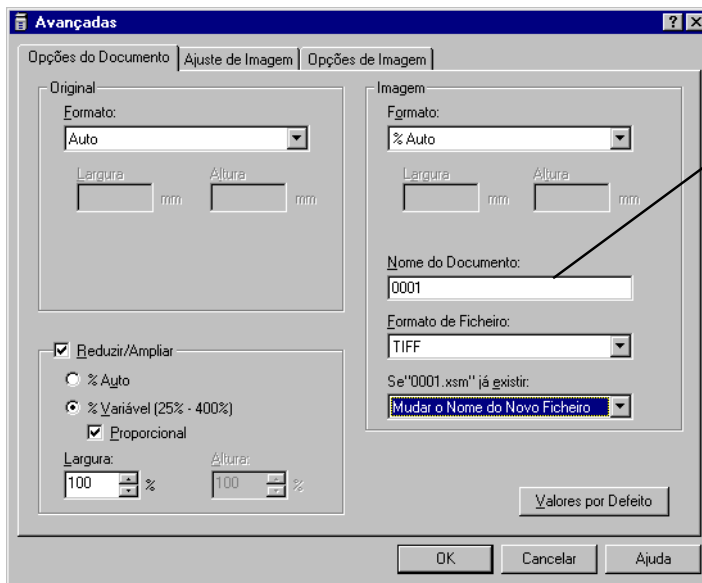 Avançadas
Opções do Documento Ajuste de Imagem Opções de Imagem
Original
Formato:
Auto
Largura Altura
mm mm
Reduzir/Ampliar
% Auto
% Variável (25% - 400%)
Proporcional
Largura: Altura:
100 % 100 %
Imagem
Formato:
% Auto
Largura Altura
mm mm
Nome do Documento:
0001
Formato de Ficheiro:
TIFF
Se"0001.xsm" já existir:
Mudar o Nome do Novo Ficheiro
Valores por Defeito
OK Cancelar Ajuda